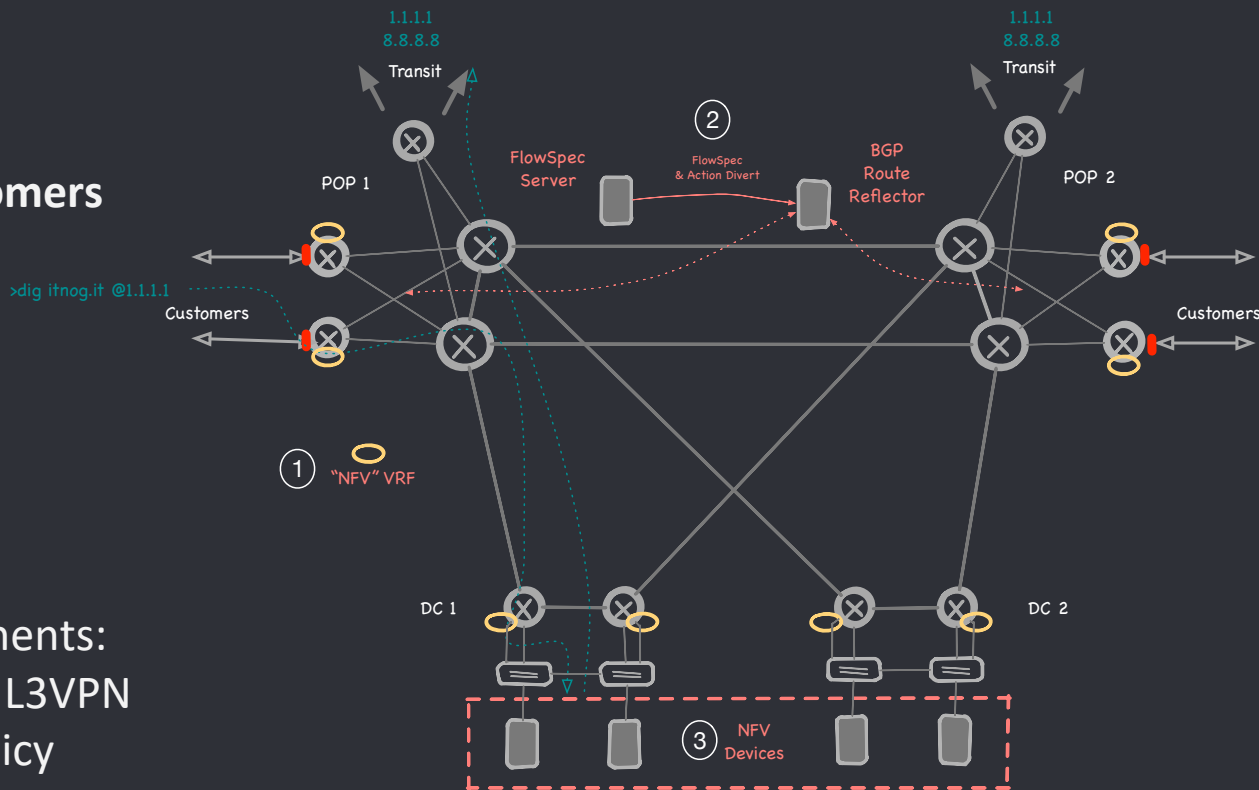 1.1.1.1
8.8.8.8
Transit
1.1.1.1
8.8.8.8
Transit
2
FlowSpec
Server
FlowSpec
& Action Divert
BGP
Route
Reflector
POP 1
POP 2
omers
>dig itnog.it @1.1.1.1
Customers
Customers
1
"NFV" VRF
DC 1
DC 2
nents:
L3VPN
icy
3
NFV
Devices